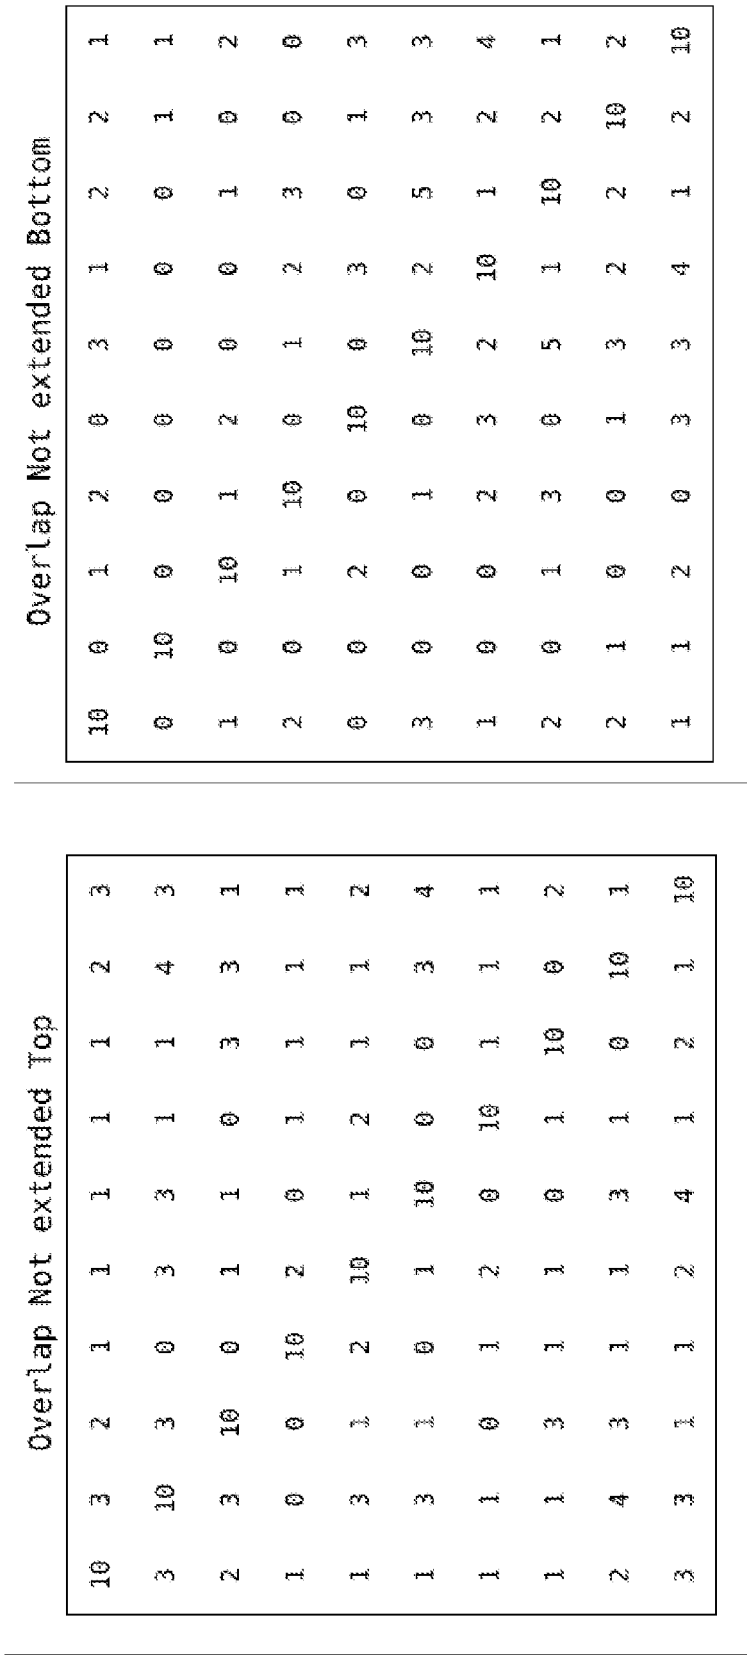 Overlap Not extended Top
10 3 2 1 1 1 1 1 2 3
3 10 3 0 3 3 1 1 4 3
2 3 10 0 1 1 0 3 3 1
1 0 0 10 2 0 1 1 1 1
1 3 1 2 10 1 2 1 1 2
1 3 1 0 1 10 0 0 3 4
1 1 0 1 2 0 10 1 1 1
1 1 3 1 1 0 1 10 0 2
2 4 3 1 1 3 1 0 10 1
3 3 1 1 2 4 1 2 1 10
Overlap Not extended Bottom
10 0 1 2 0 3 1 2 2 1
0 10 0 0 0 0 0 0 1 1
1 0 10 1 2 0 0 1 0 2
2 0 1 10 0 1 2 3 0 0
0 0 2 0 10 0 3 0 1 3
3 0 0 1 0 10 2 5 3 3
1 0 0 2 3 2 10 1 2 4
2 0 1 3 0 5 1 10 2 1
2 1 0 0 1 3 2 2 10 2
1 1 2 0 3 3 4 1 2 10